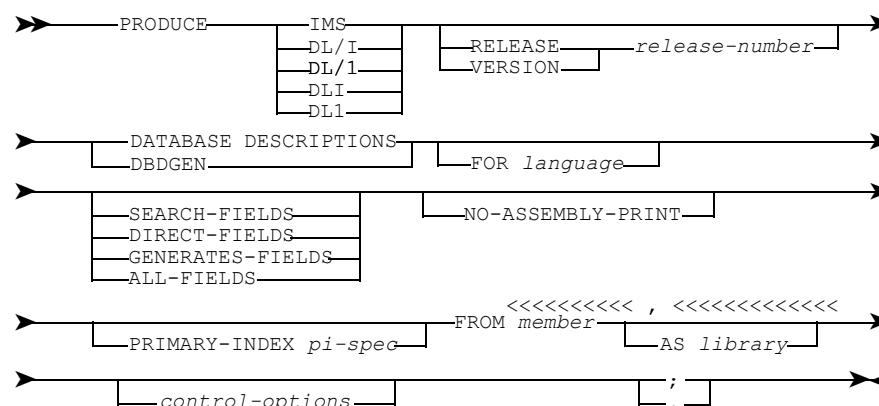 PRODUCE IMS
DL/I RELEASE release-number
DL/1 VERSION
DLI
DL1
DATABASE DESCRIPTIONS
DBDGEN FOR language
SEARCH-FIELDS NO-ASSEMBLY-PRINT
DIRECT-FIELDS
GENERATES-FIELDS
ALL-FIELDS
<<<<<<<<<< , <<<<<<<<<<<<<
FROM member
PRIMARY-INDEX pi-spec AS library
;
control-options .